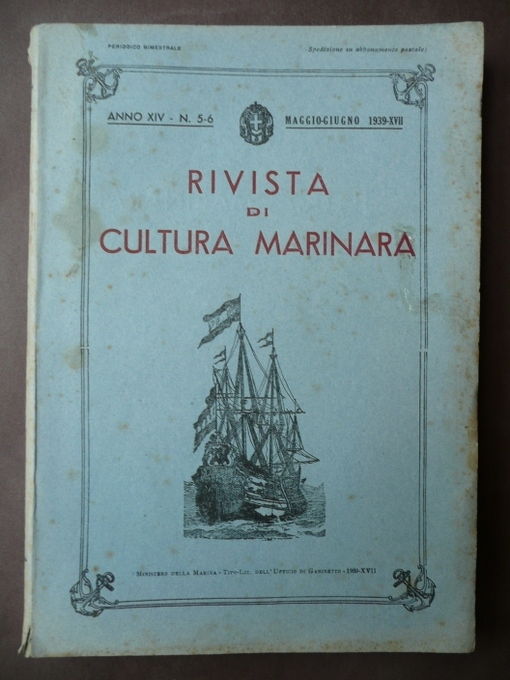 PERIODICO BIMESTRALE
(Spedizione in abbonamento postale)
ANNO XIV - N. 5-6
MAGGIO-GIUGNO 1939-XVII
RIVISTA
DI
CULTURA MARINARA
MINISTERO DELLA MARINA - TIPO-LIT. DELL'UFFICIO DI GABINETTO - 1939-XVII